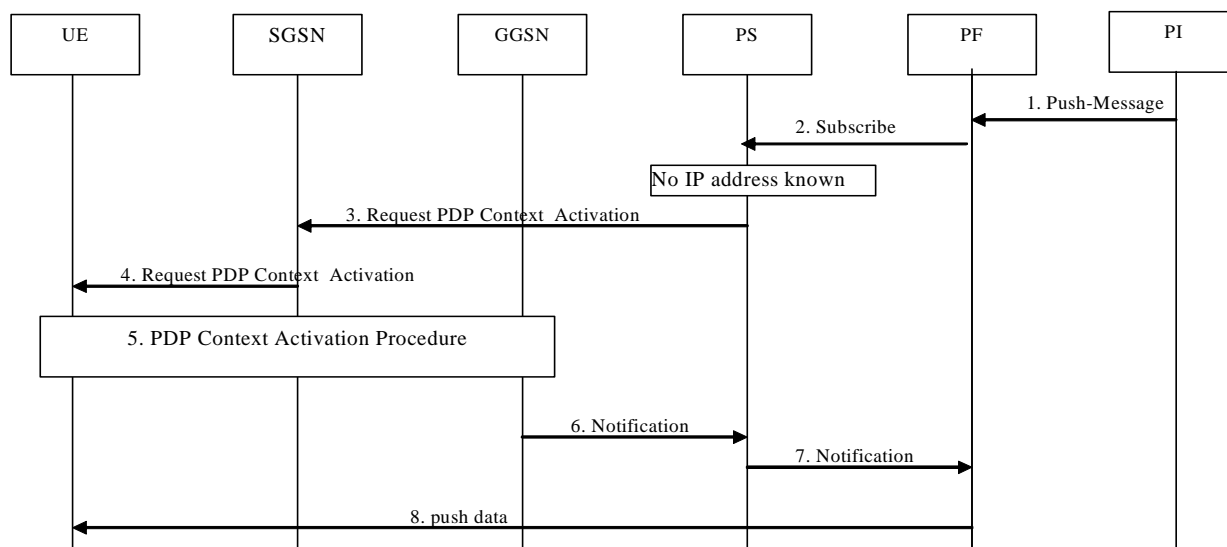 UE
SGSN
GGSN
PS
PF
PI
1. Push-Message
2. Subscribe
No IP address known
3. Request PDP Context Activation
4. Request PDP Context Activation
5. PDP Context Activation Procedure
6. Notification
7. Notification
8. push data